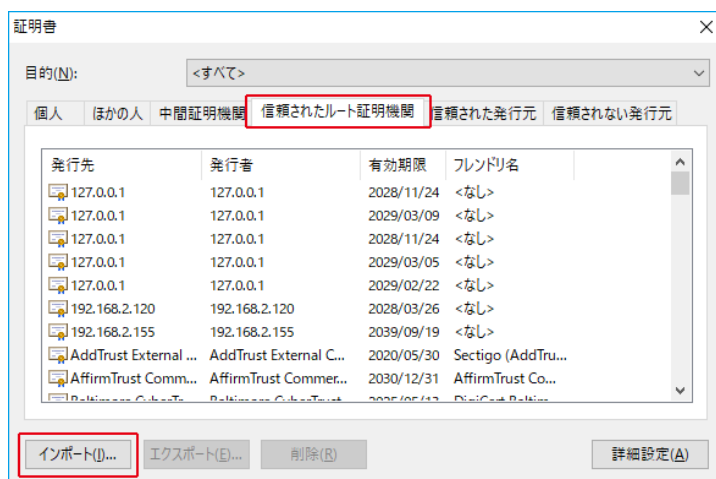 証明書
目的(N): <すべて>
個人 ほかの人 中間証明機関 信頼されたルート証明機関 信頼された発行元 信頼されない発行元
発行先 発行者 有効期限 フレンドリ名
127.0.0.1 127.0.0.1 2028/11/24 <なし>
127.0.0.1 127.0.0.1 2029/03/09 <なし>
127.0.0.1 127.0.0.1 2028/11/24 <なし>
127.0.0.1 127.0.0.1 2029/03/05 <なし>
127.0.0.1 127.0.0.1 2029/02/22 <なし>
192.168.2.120 192.168.2.120 2028/03/26 <なし>
192.168.2.155 192.168.2.155 2039/09/19 <なし>
AddTrust External ... AddTrust External C... 2020/05/30 Sectigo (AddTru...
AffirmTrust Comm... AffirmTrust Commer... 2030/12/31 AffirmTrust Co...
インポート(I)... エクスポート(E)... 削除(R) 詳細設定(A)